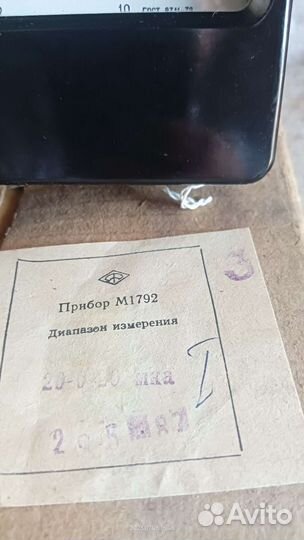 10 ГОСТ 8711-78
3
Прибор М1792
Диапазон измерения
20-0-20 мка
I
Avito